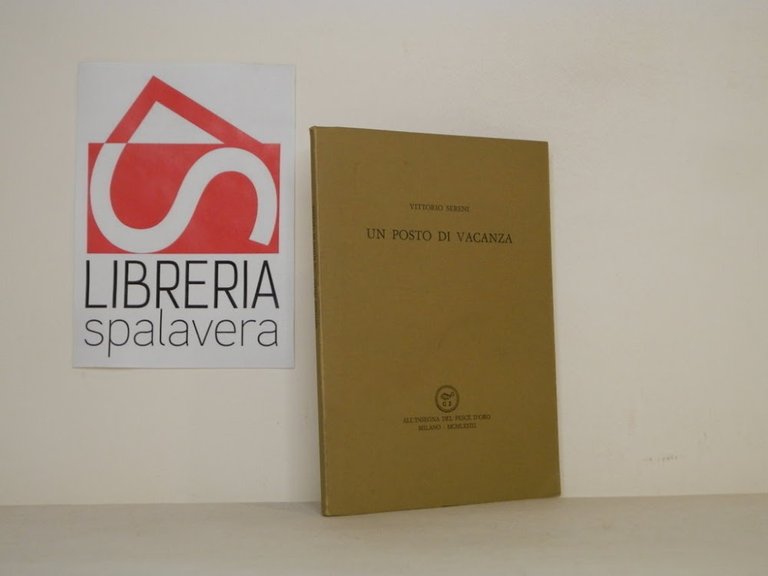 LIBRERIA
spalavera
VITTORIO SERENI
UN POSTO DI VACANZA
ALL'INSEGNA DEL PESCE D'ORO
MILANO - MCMLXXIII